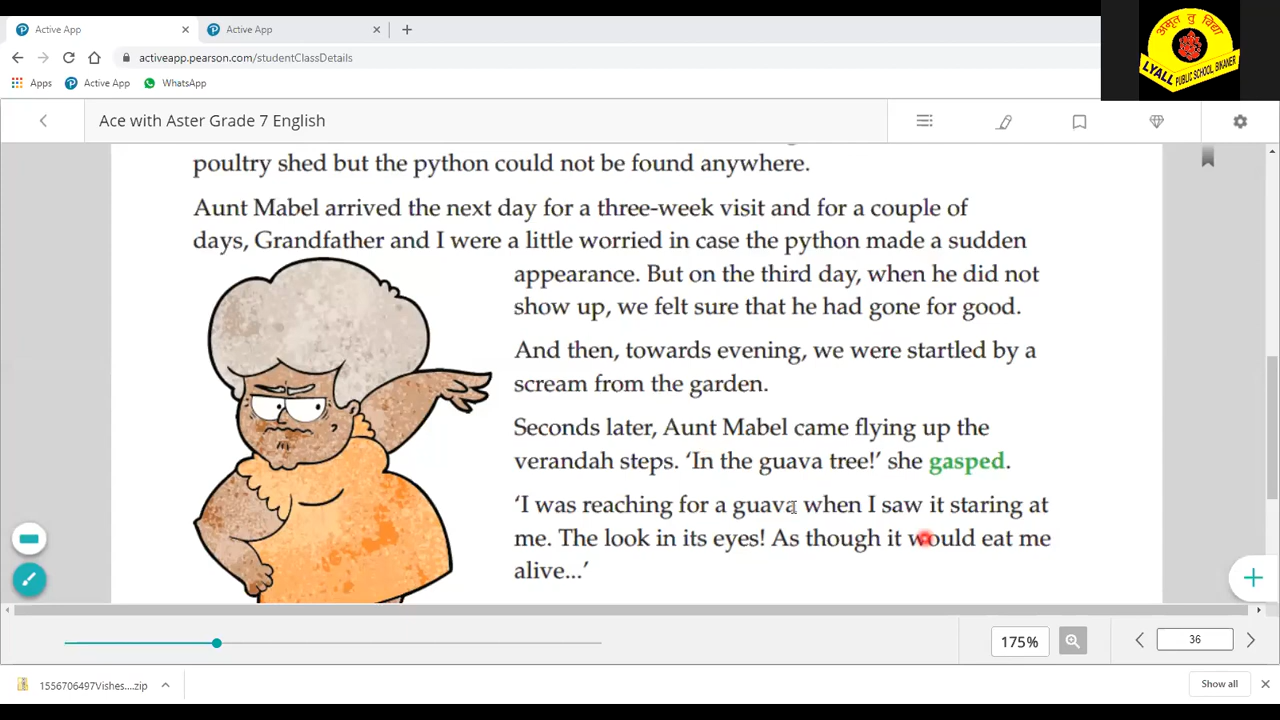 Active App
Active App
activeapp.pearson.com/studentClassDetails
Apps
Active App
WhatsApp
अमृतं तु विद्या
LYALL PUBLIC SCHOOL BIKANER
Ace with Aster Grade 7 English
poultry shed but the python could not be found anywhere.
Aunt Mabel arrived the next day for a three-week visit and for a couple of
days, Grandfather and I were a little worried in case the python made a sudden
appearance. But on the third day, when he did not
show up, we felt sure that he had gone for good.
And then, towards evening, we were startled by a
scream from the garden.
Seconds later, Aunt Mabel came flying up the
verandah steps. ‘In the guava tree!’ she gasped.
‘I was reaching for a guava when I saw it staring at
me. The look in its eyes! As though it would eat me
alive...’
175%
36
1556706497Vishes....zip
Show all